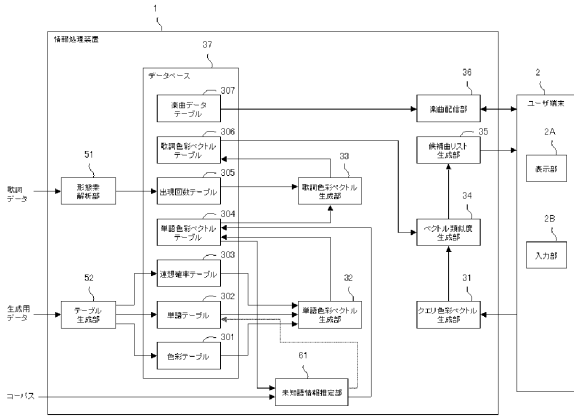 1
情報処理装置
37
データベース
307
楽曲データ
テーブル
306
歌詞色彩ベクトル
テーブル
305
出現回数テーブル
304
単語色彩ベクトル
テーブル
303
連想確率テーブル
302
単語テーブル
301
色彩テーブル
51
形態素
解析部
52
テーブル
生成部
歌詞
データ
生成用
データ
コーパス
33
歌詞色彩ベクトル
生成部
32
単語色彩ベクトル
生成部
61
未知語情報推定部
36
楽曲配信部
35
候補曲リスト
生成部
34
ベクトル類似度
生成部
31
クエリ色彩ベクトル
生成部
2
ユーザ端末
2A
表示部
2B
入力部